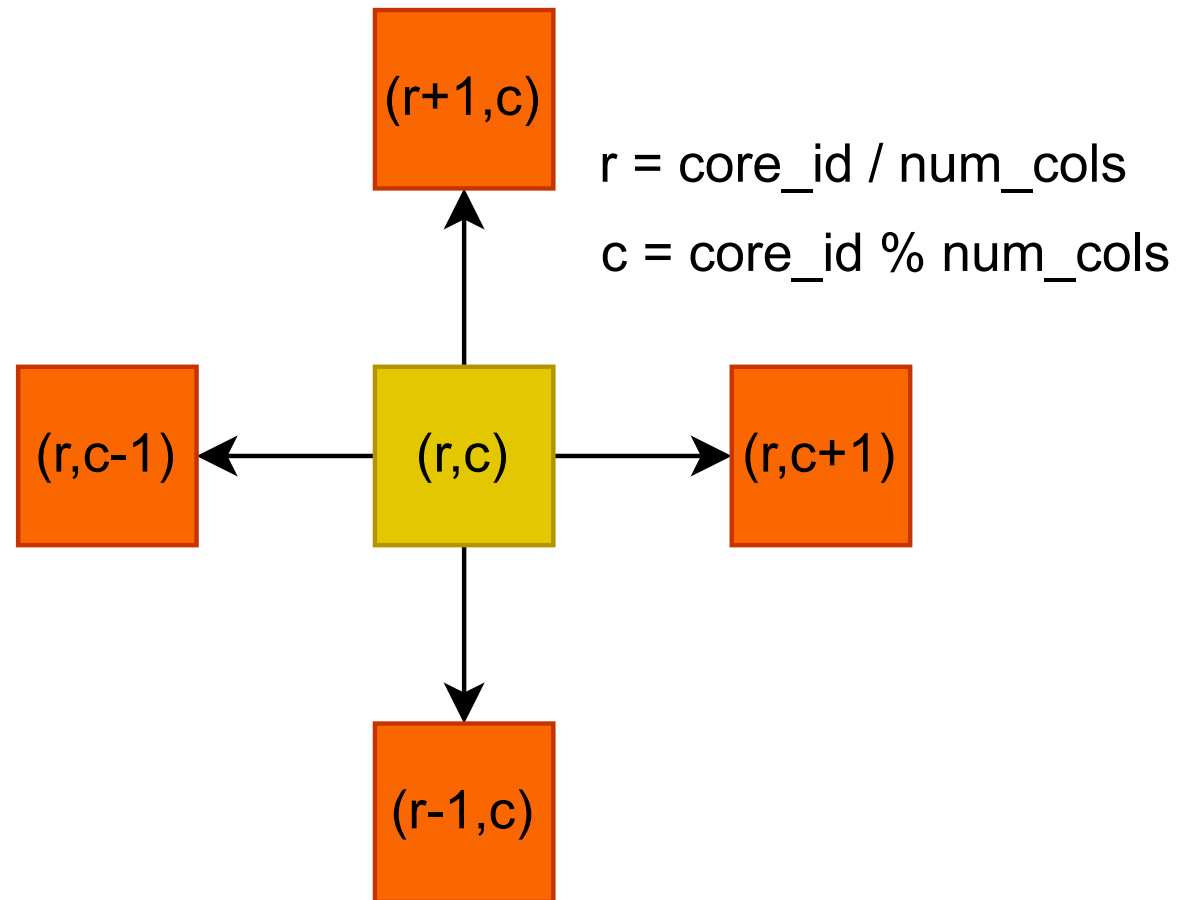 (r+1,c)
r = core_id / num_cols
c = core_id % num_cols
(r,c-1)
(r,c)
(r,c+1)
(r-1,c)